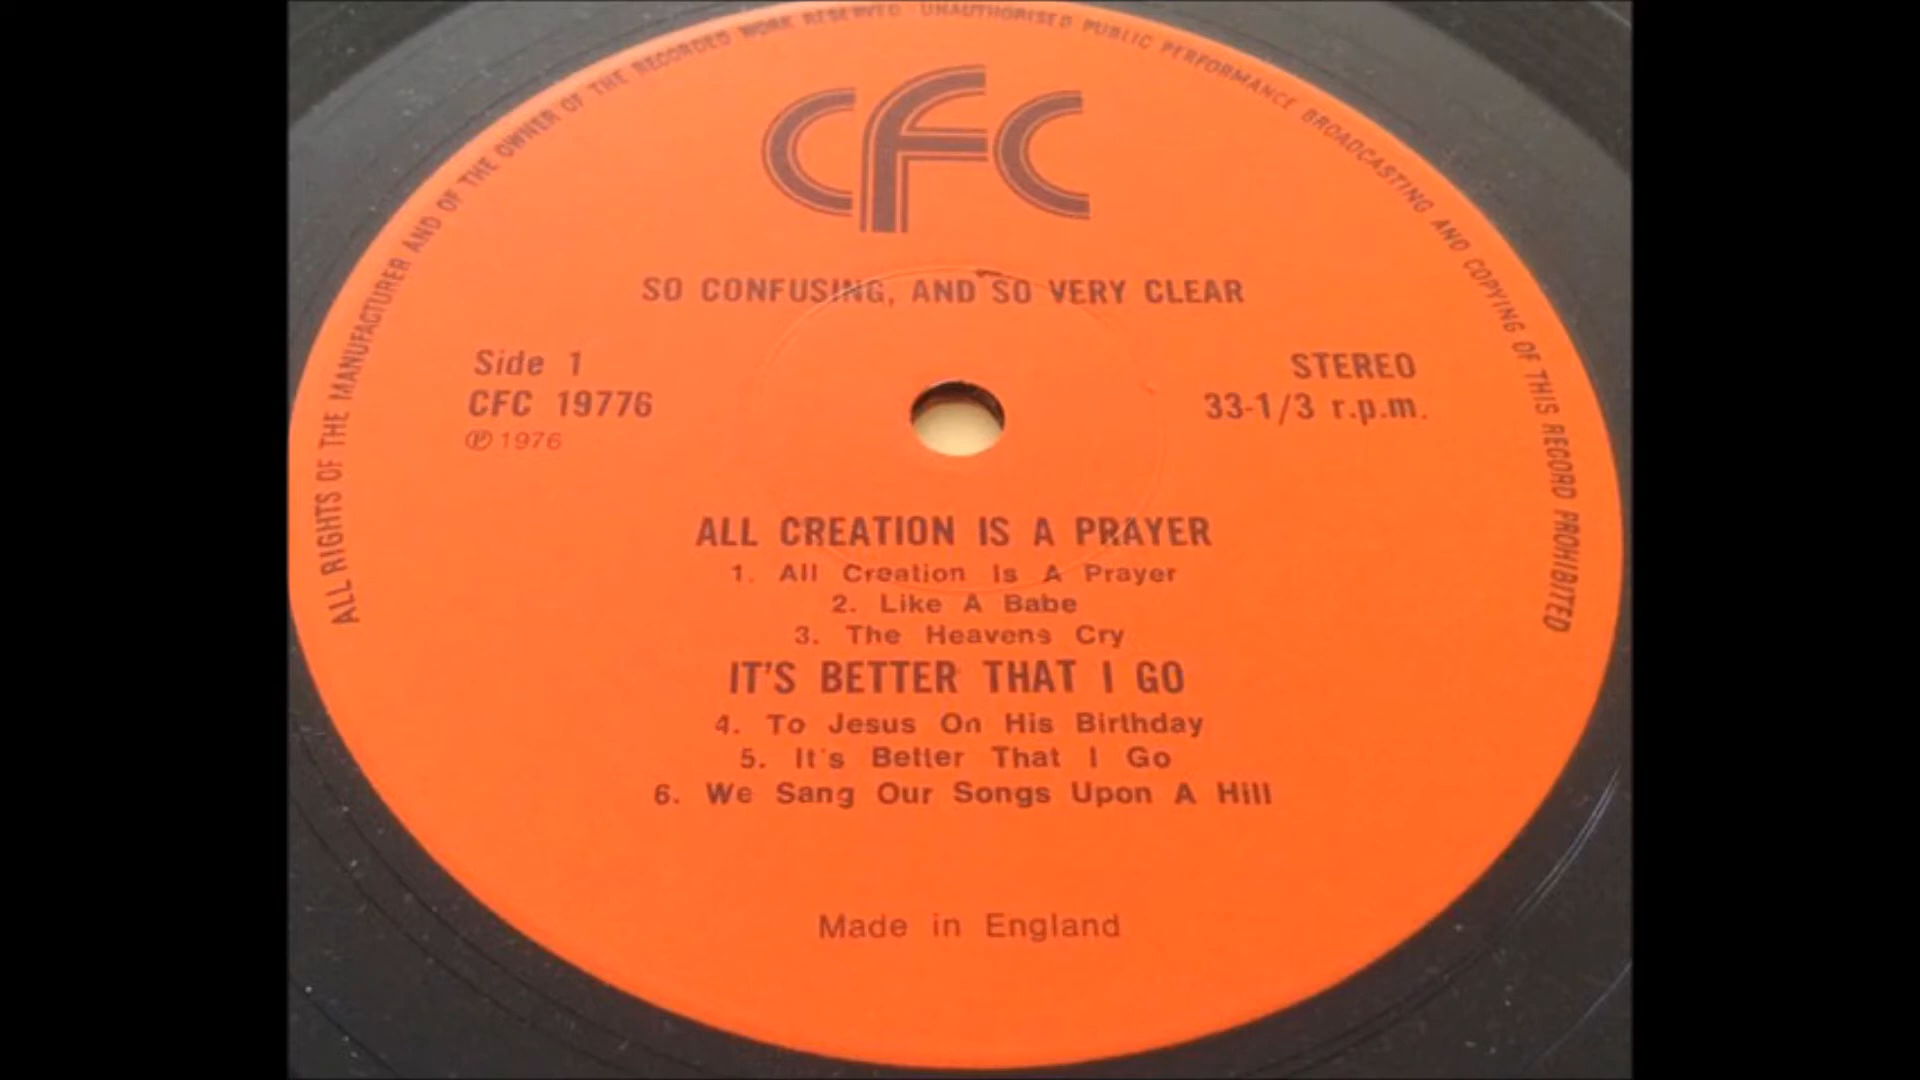 ALL RIGHTS OF THE MANUFACTURER AND OF THE OWNER OF THE RECORDED WORK RESERVED UNAUTHORISED PUBLIC PERFORMANCE BROADCASTING AND COPYING OF THIS RECORD PROHIBITED
CFC
SO CONFUSING, AND SO VERY CLEAR
Side 1
CFC 19776
℗ 1976
STEREO
33-1/3 r.p.m.
ALL CREATION IS A PRAYER
1. All Creation Is A Prayer
2. Like A Babe
3. The Heavens Cry
IT'S BETTER THAT I GO
4. To Jesus On His Birthday
5. It's Better That I Go
6. We Sang Our Songs Upon A Hill
Made in England